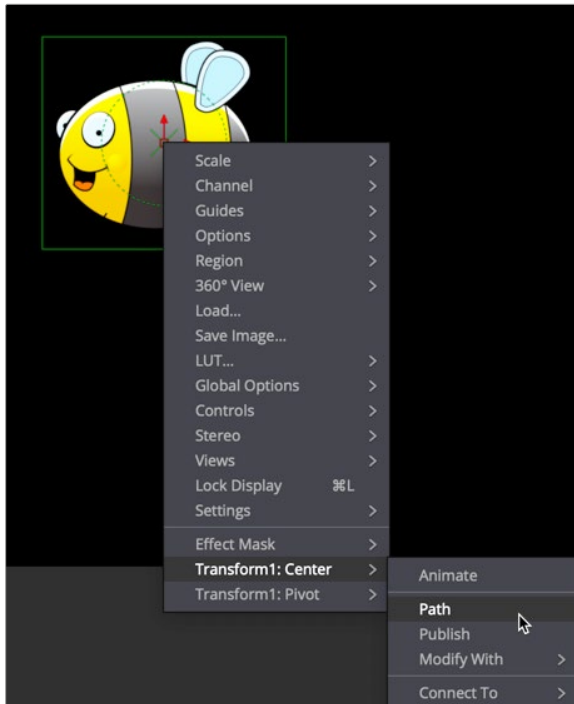 Scale
Channel
Guides
Options
Region
360° View
Load...
Save Image...
LUT...
Global Options
Controls
Stereo
Views
Lock Display ⌘L
Settings
Effect Mask
Transform1: Center
Transform1: Pivot
Animate
Path
Publish
Modify With
Connect To